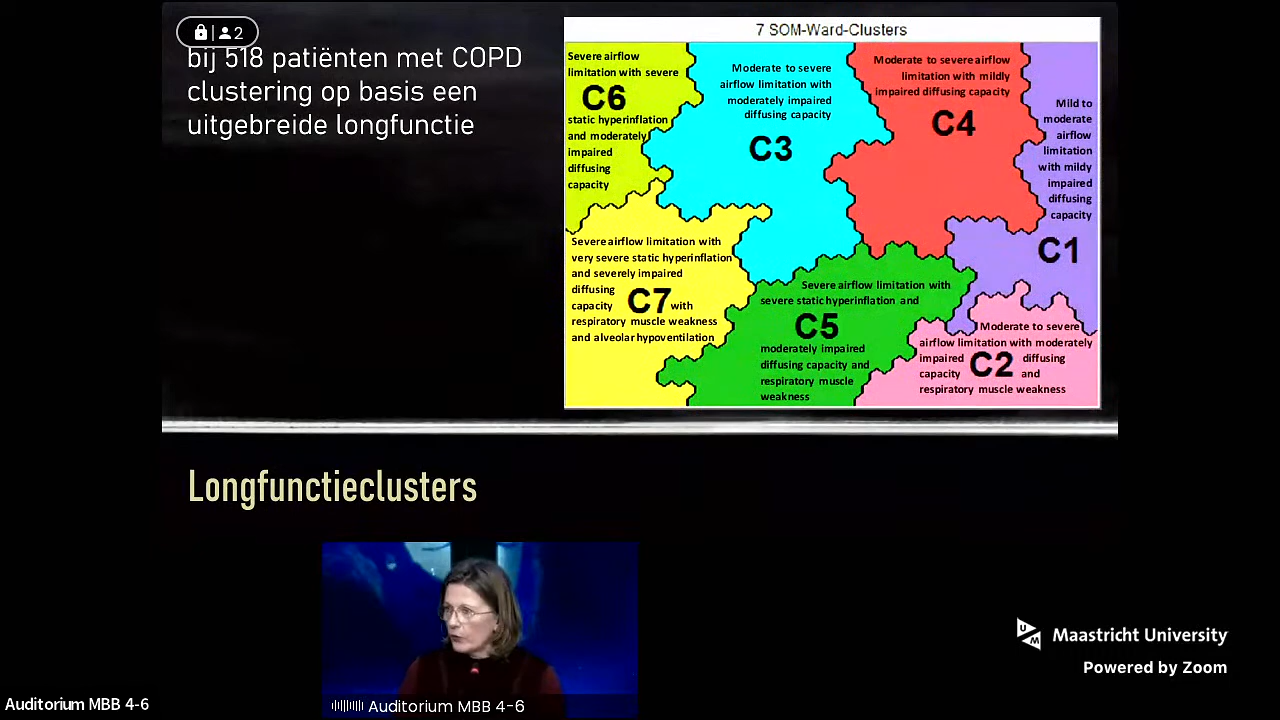 2
bij 518 patiënten met COPD
clustering op basis een
uitgebreide longfunctie
7 SOM-Ward-Clusters
Severe airflow
limitation with severe
C6
static hyperinflation
and moderately
impaired
diffusing
capacity
Moderate to severe
airflow limitation with
moderately impaired
diffusing capacity
C3
Moderate to severe airflow
limitation with mildly
impaired diffusing capacity
C4
Mild to
moderate
airflow
limitation
with mildy
impaired
diffusing
capacity
C1
Severe airflow limitation with
very severe static hyperinflation
and severely impaired
diffusing
capacity C7 with
respiratory muscle weakness
and alveolar hypoventilation
Severe airflow limitation with
severe static hyperinflation and
C5
moderately impaired
diffusing capacity and
respiratory muscle
weakness
Moderate to severe
airflow limitation with moderately
impaired C2 diffusing
capacity and
respiratory muscle weakness
Longfunctieclusters
Maastricht University
Powered by Zoom
Auditorium MBB 4-6
Auditorium MBB 4-6